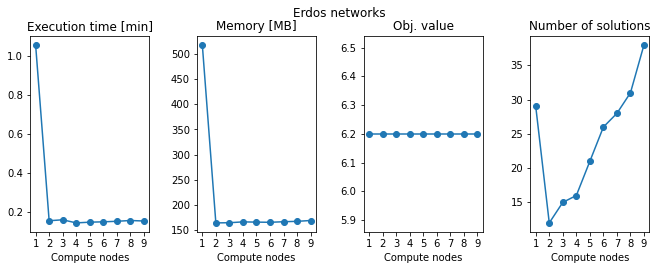 Erdos networks
Execution time [min]
1.0
0.8
0.6
0.4
0.2
1 2 3 4 5 6 7 8 9
Compute nodes
Memory [MB]
500
450
400
350
300
250
200
150
1 2 3 4 5 6 7 8 9
Compute nodes
Obj. value
6.5
6.4
6.3
6.2
6.1
6.0
5.9
1 2 3 4 5 6 7 8 9
Compute nodes
Number of solutions
35
30
25
20
15
1 2 3 4 5 6 7 8 9
Compute nodes